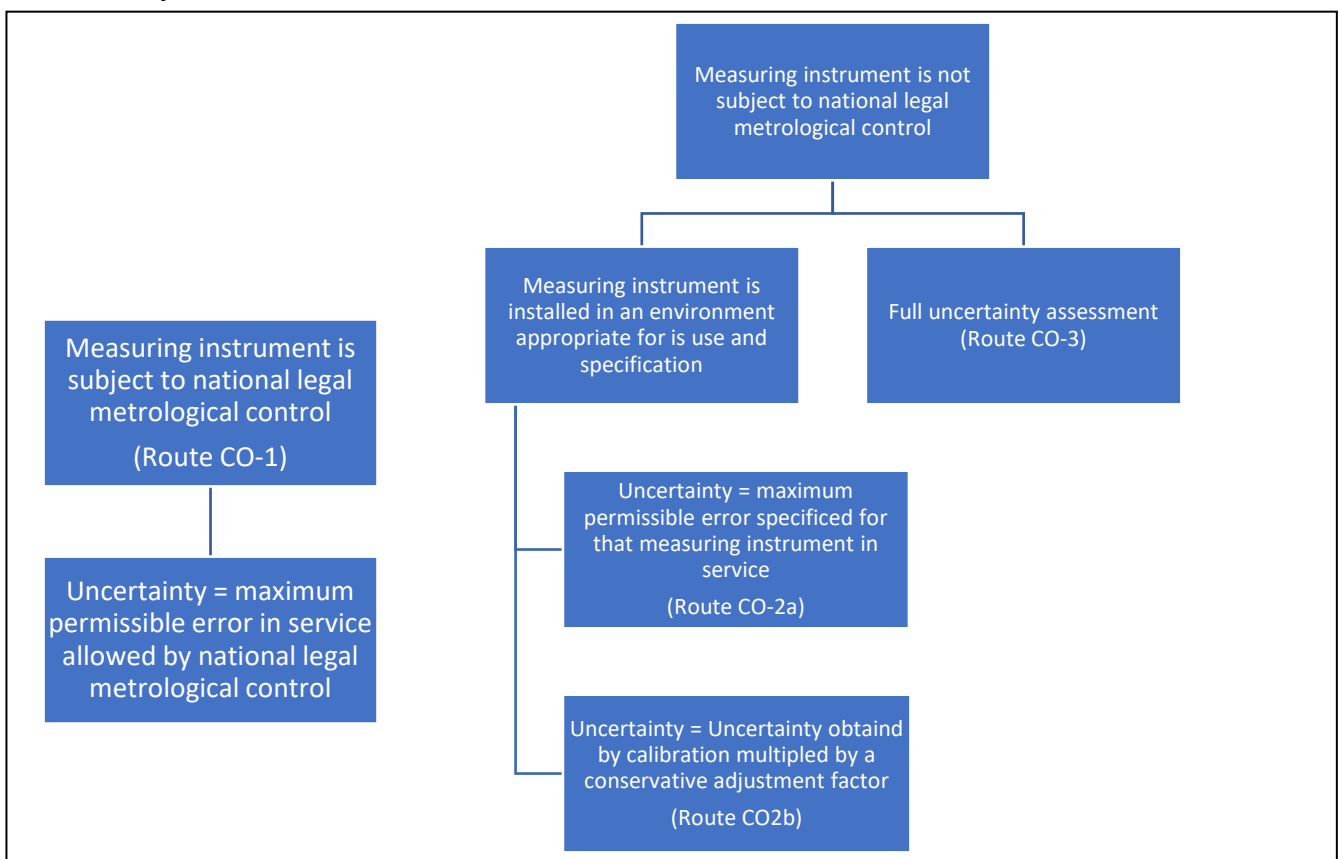 Measuring instrument is not
subject to national legal
metrological control
Measuring instrument is
installed in an environment
appropriate for is use and
specification
Full uncertainty assessment
(Route CO-3)
Measuring instrument is
subject to national legal
metrological control
(Route CO-1)
Uncertainty = maximum
permissible error in service
allowed by national legal
metrological control
Uncertainty = maximum
permissible error specificed for
that measuring instrument in
service
(Route CO-2a)
Uncertainty = Uncertainty obtaind
by calibration multipled by a
conservative adjustment factor
(Route CO2b)